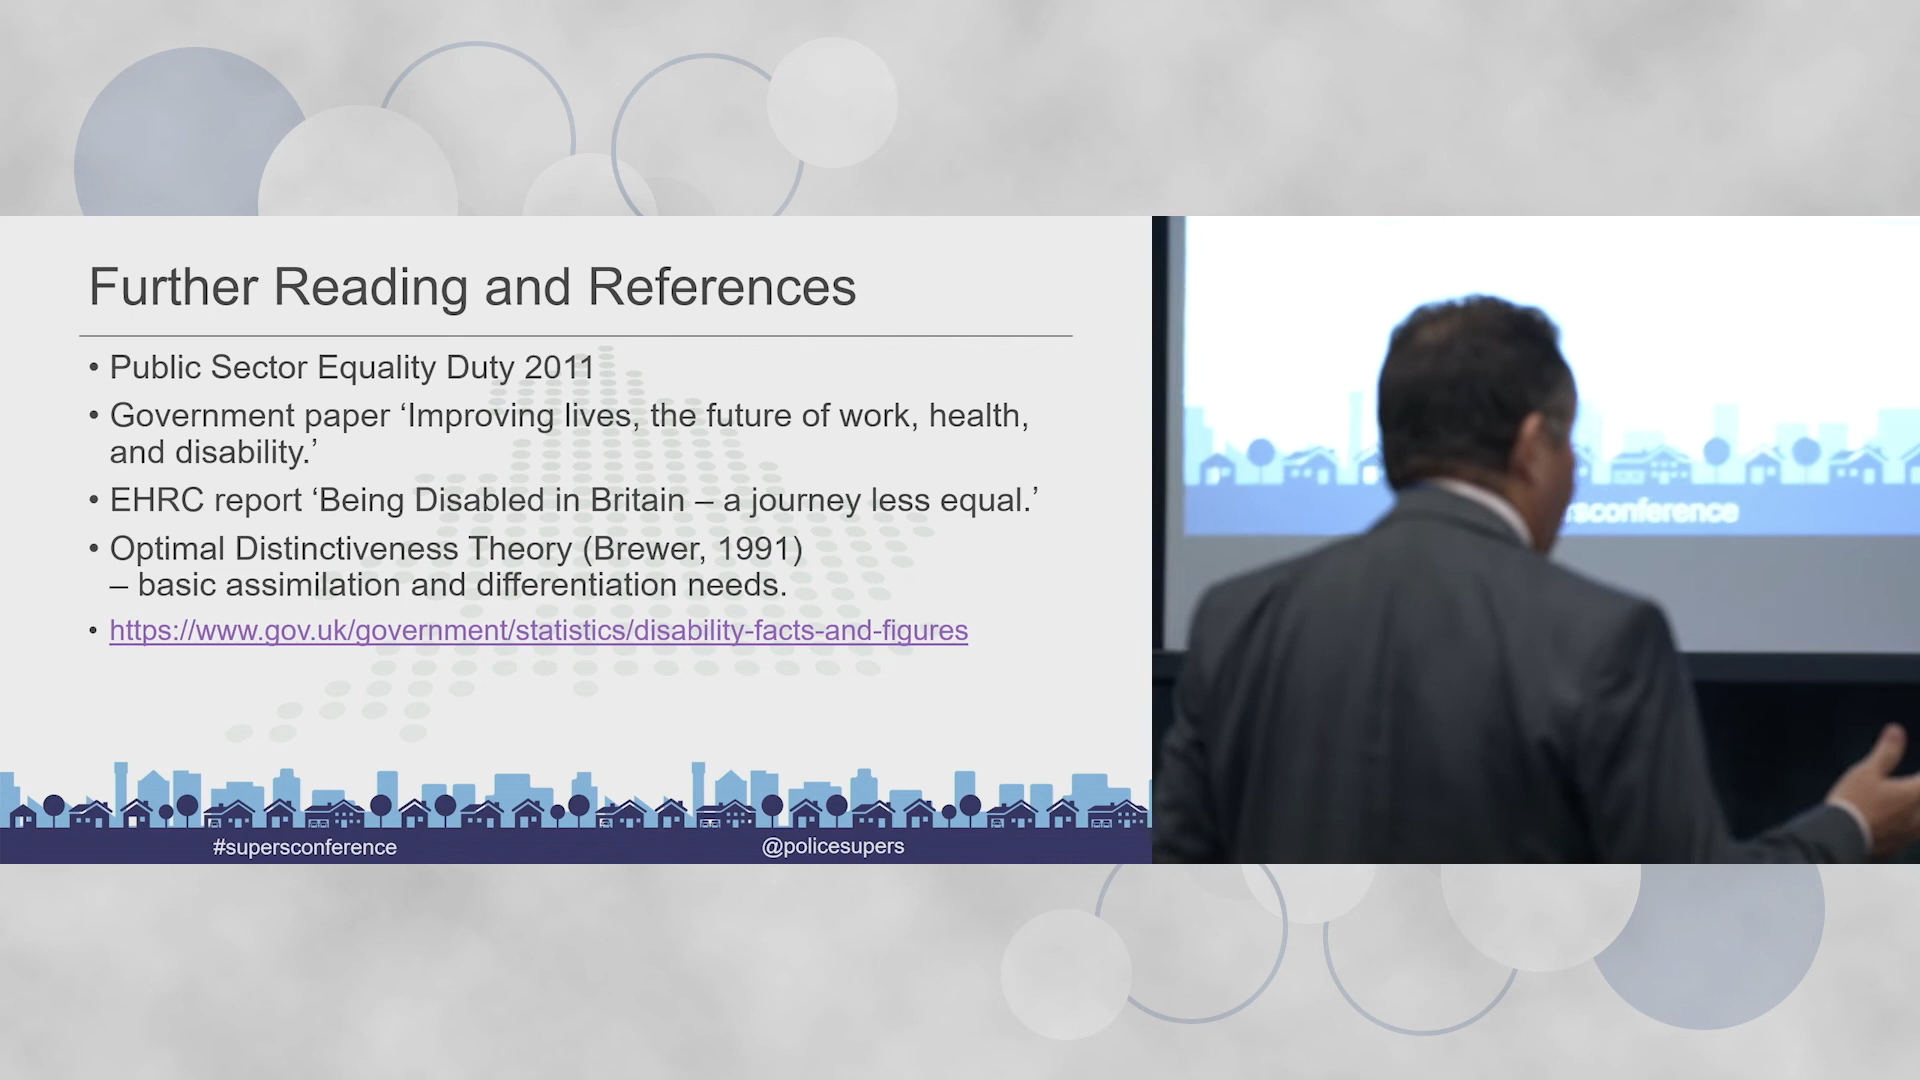 Further Reading and References
• Public Sector Equality Duty 2011
• Government paper ‘Improving lives, the future of work, health,
and disability.’
• EHRC report ‘Being Disabled in Britain – a journey less equal.’
• Optimal Distinctiveness Theory (Brewer, 1991)
– basic assimilation and differentiation needs.
• https://www.gov.uk/government/statistics/disability-facts-and-figures
#supersconference
@policesupers
rsconference